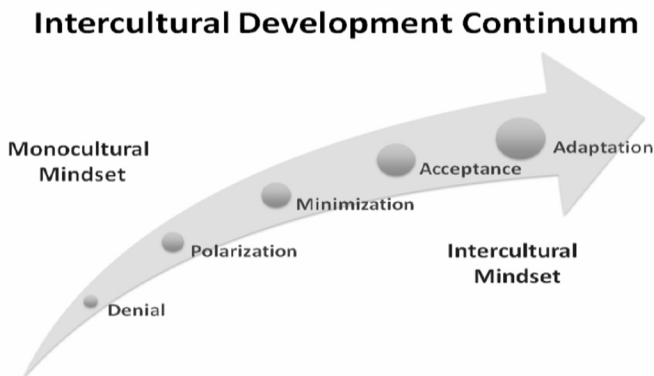 Intercultural Development Continuum
Monocultural
Mindset
Adaptation
Acceptance
Minimization
Polarization
Intercultural
Mindset
Denial